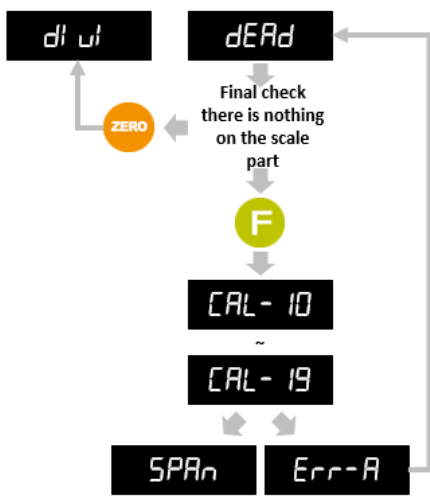 di ui
dEAd
Final check
there is nothing
on the scale
part
ZERO
F
CAL- 10
~
CAL- 19
SPAn
Err-A